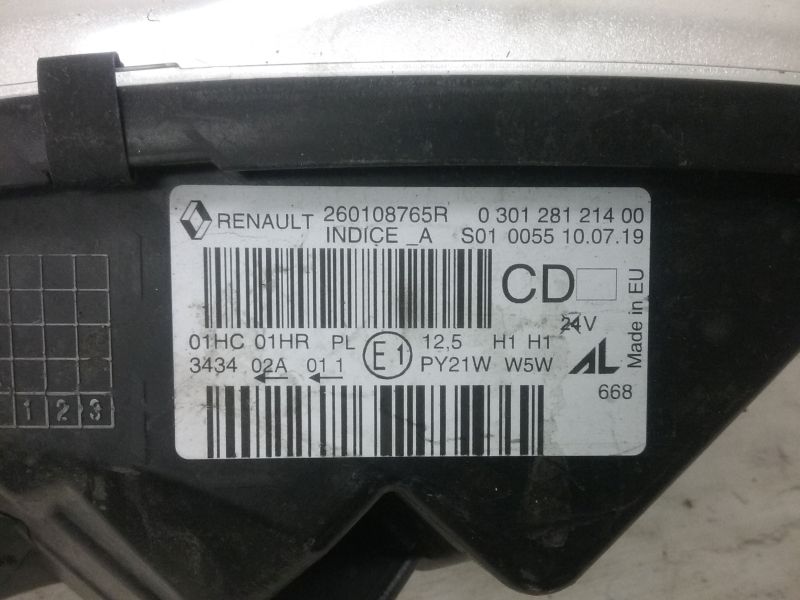 RENAULT 260108765R 0 301 281 214 00
INDICE _A S01 0055 10.07.19
CD
24V
Made in EU
01HC 01HR PL E1 12,5 H1 H1
3434 02A 01 1 PY21W W5W AL
668
1 2 3